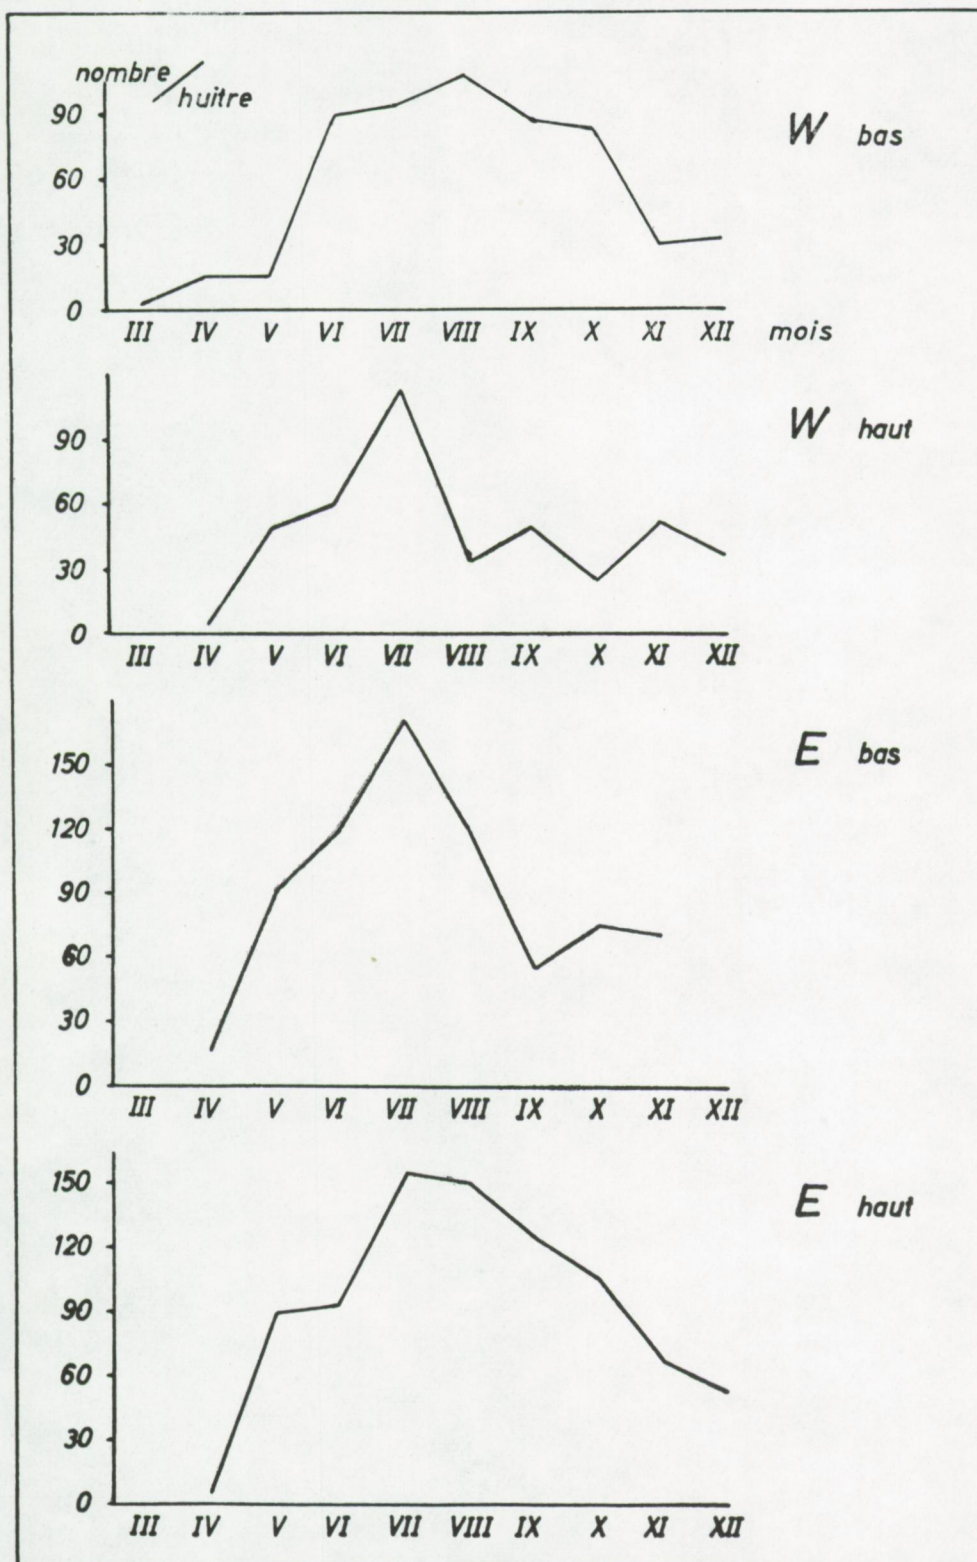 nombre/huitre
90
W bas
60
30
0
III IV V VI VII VIII IX X XI XII mois
90
W haut
60
30
0
III IV V VI VII VIII IX X XI XII
150
E bas
120
90
60
30
0
III IV V VI VII VIII IX X XI XII
150
E haut
120
90
60
30
0
III IV V VI VII VIII IX X XI XII